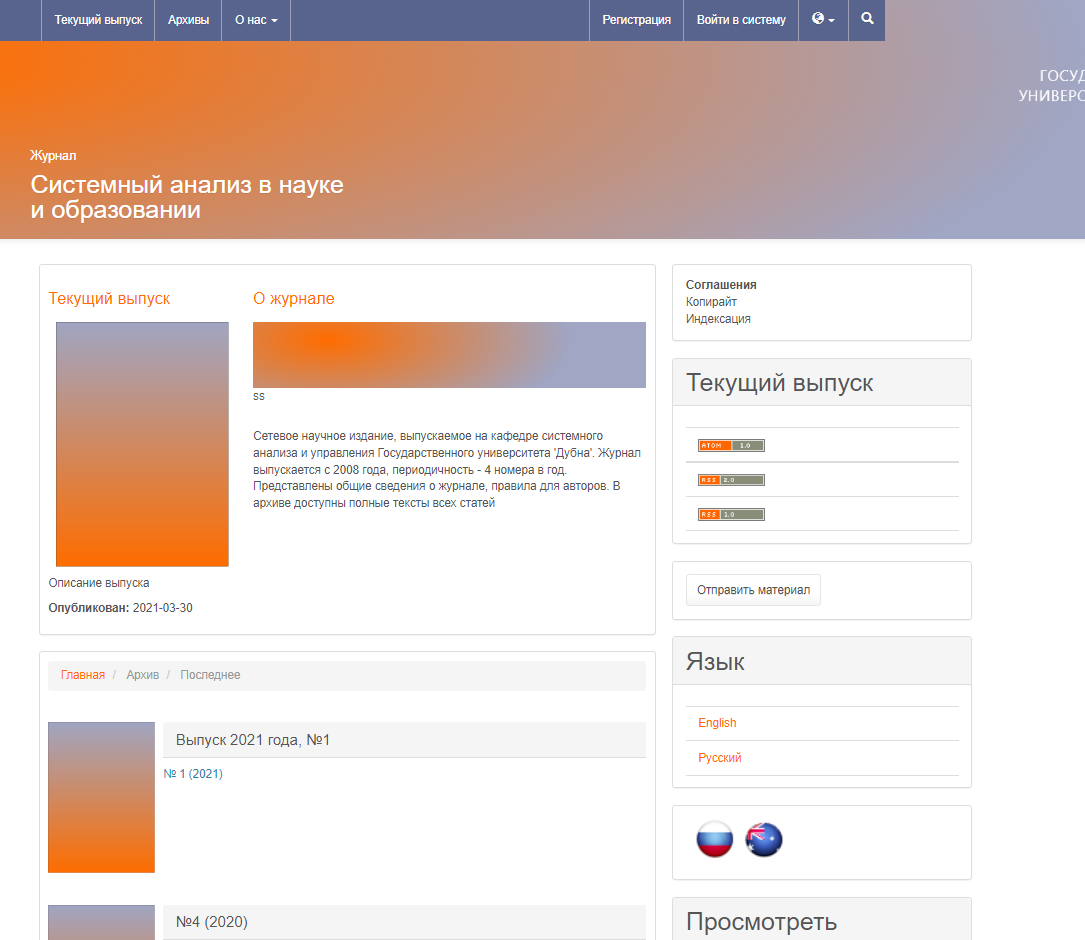 Текущий выпуск
Архивы
О нас
Регистрация
Войти в систему
ГОСУД
УНИВЕРС
Журнал
Системный анализ в науке
и образовании
Текущий выпуск
О журнале
ss
Сетевое научное издание, выпускаемое на кафедре системного
анализа и управления Государственного университета 'Дубна'. Журнал
выпускается с 2008 года, периодичность - 4 номера в год.
Представлены общие сведения о журнале, правила для авторов. В
архиве доступны полные тексты всех статей
Описание выпуска
Опубликован: 2021-03-30
Главная / Архив / Последнее
Выпуск 2021 года, №1
№ 1 (2021)
№4 (2020)
Соглашения
Копирайт
Индексация
Текущий выпуск
ATOM 1.0
RSS 2.0
RSS 1.0
Отправить материал
Язык
English
Русский
Просмотреть